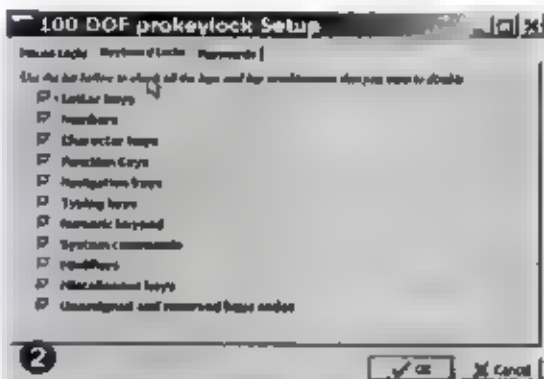 100 DOF prokeylock Setup
Mouse Locks Keyboard Locks Passwords
Use the list below to check all the keys and key combinations that you want to disable
Letter keys
Numbers
Character keys
Function Keys
Navigation keys
Typing keys
Numeric keypad
System commands
Modifiers
Miscellaneous keys
Unassigned and reserved keys codes
2
OK Cancel